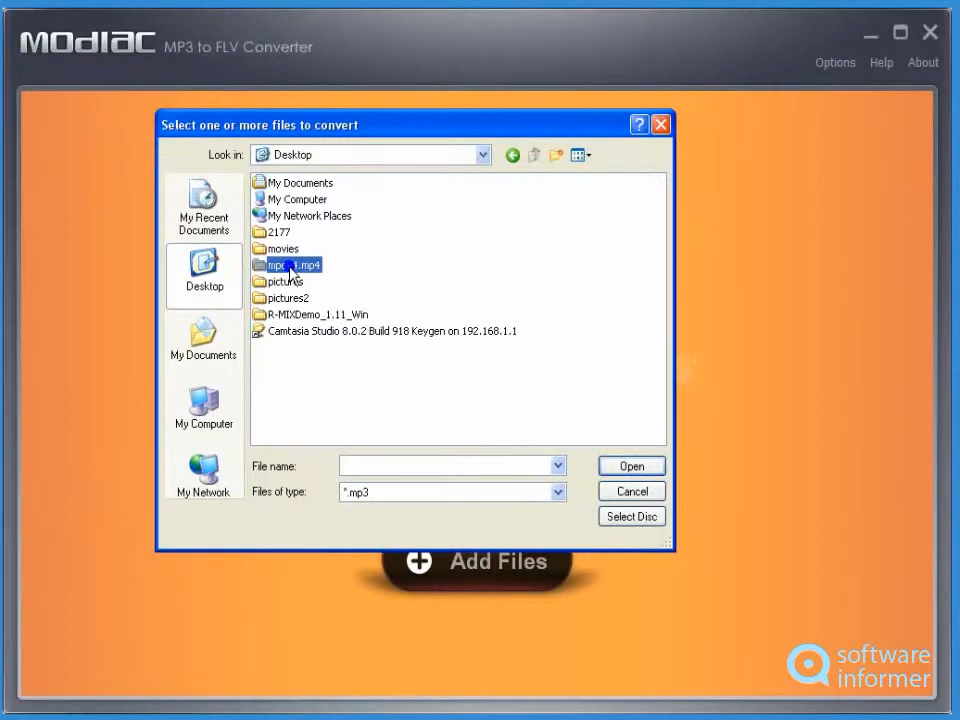 MODIAC MP3 to FLV Converter
Options Help About
Select one or more files to convert
Look in: Desktop
My Documents
My Computer
My Network Places
2177
movies
pictures
pictures2
R-MIXDemo_1.11_Win
Camtasia Studio 8.0.2 Build 918 Keygen on 192.168.1.1
My Recent
Documents
Desktop
My Documents
My Computer
My Network
File name:
Open
Files of type: *.mp3
Cancel
Select Disc
Add Files
software
informer